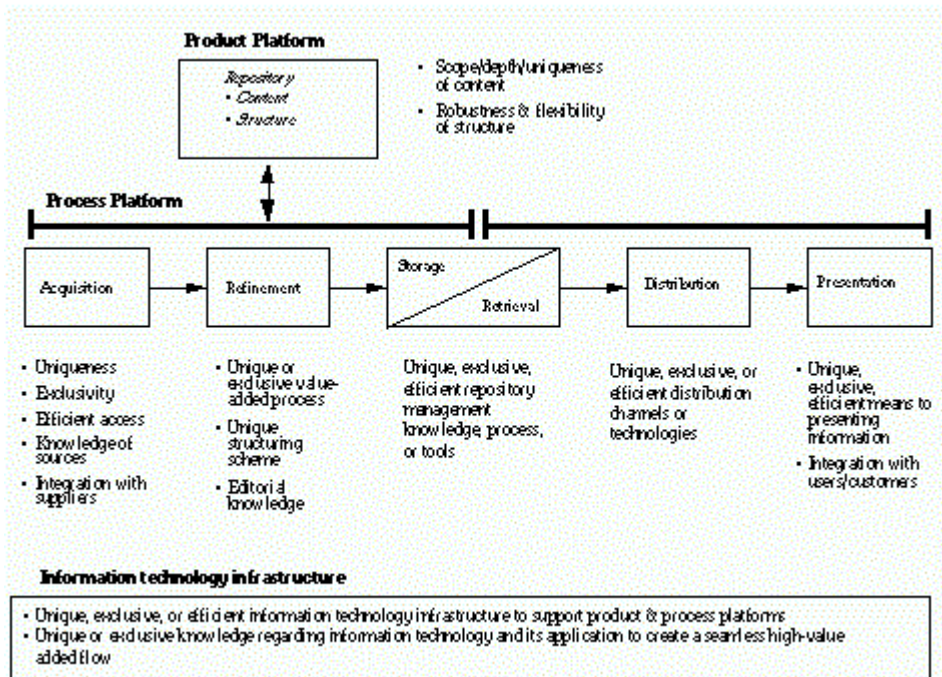 Product Platform
Repository
• Content
• Structure
• Scope/depth/uniqueness
of content
• Robustness & flexibility
of structure
Process Platform
Acquisition
Refinement
Storage
Retrieval
Distribution
Presentation
• Uniqueness
• Exclusivity
• Efficient access
• Knowledge of
sources
• Integration with
suppliers
• Unique or
exclusive value-
added process
• Unique
structuring
scheme
• Editorial
knowledge
Unique, exclusive,
efficient repository
management
knowledge, process,
or tools
Unique, exclusive, or
efficient distribution
channels or
technologies
• Unique,
exclusive,
efficient means to
presenting
information
• Integration with
users/customers
Information technology infrastructure
• Unique, exclusive, or efficient information technology infrastructure to support product & process platforms
• Unique or exclusive knowledge regarding information technology and its application to create a seamless high-value
added flow